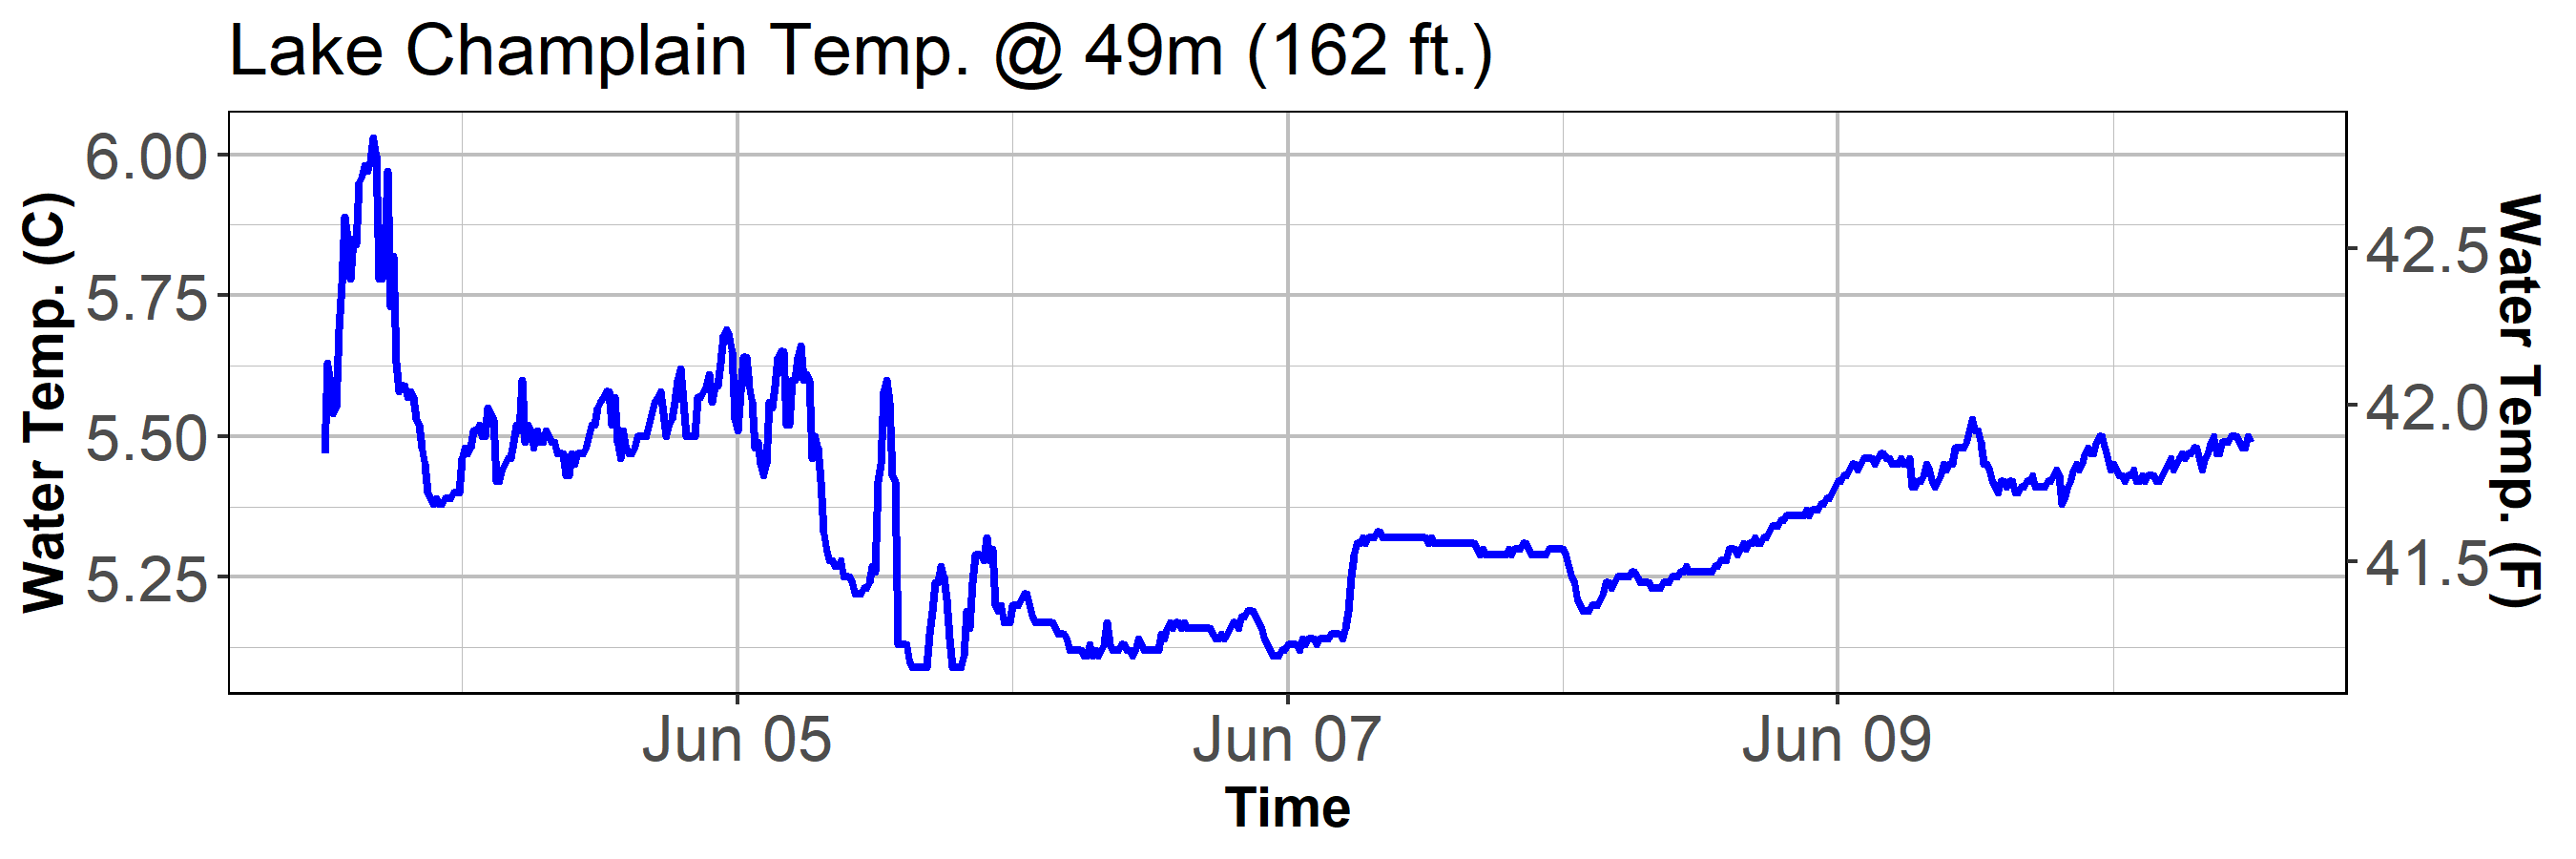 Lake Champlain Temp. @ 49m (162 ft.)
Water Temp. (C)
6.00
5.75
5.50
5.25
42.5
42.0
41.5
Water Temp. (F)
Jun 05
Jun 07
Jun 09
Time